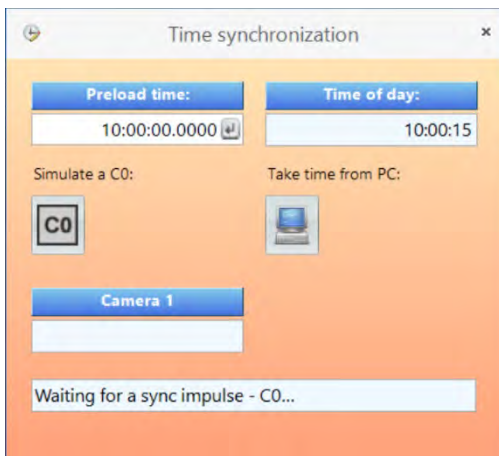 Time synchronization
Preload time:
Time of day:
10:00:00.0000
10:00:15
Simulate a C0:
Take time from PC:
C0
Camera 1
Waiting for a sync impulse - C0...